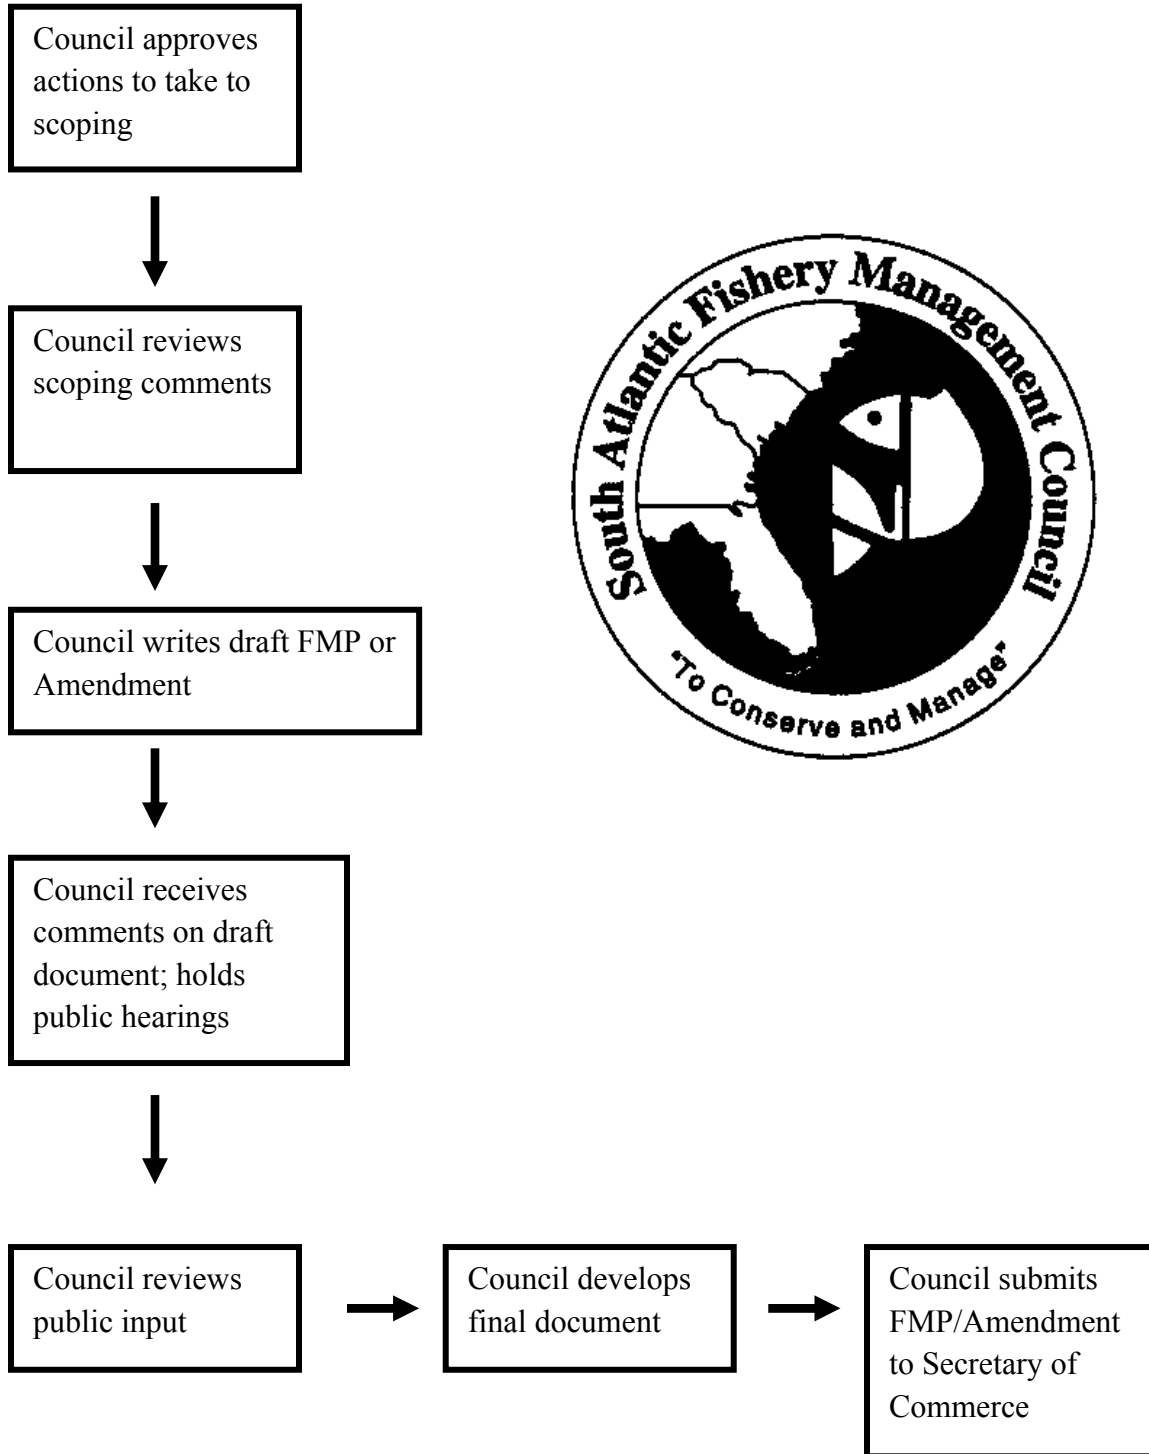 Council approves
actions to take to
scoping
Council reviews
scoping comments
South Atlantic Fishery Management Council
"To Conserve and Manage"
Council writes draft FMP or
Amendment
Council receives
comments on draft
document; holds
public hearings
Council reviews
public input
Council develops
final document
Council submits
FMP/Amendment
to Secretary of
Commerce